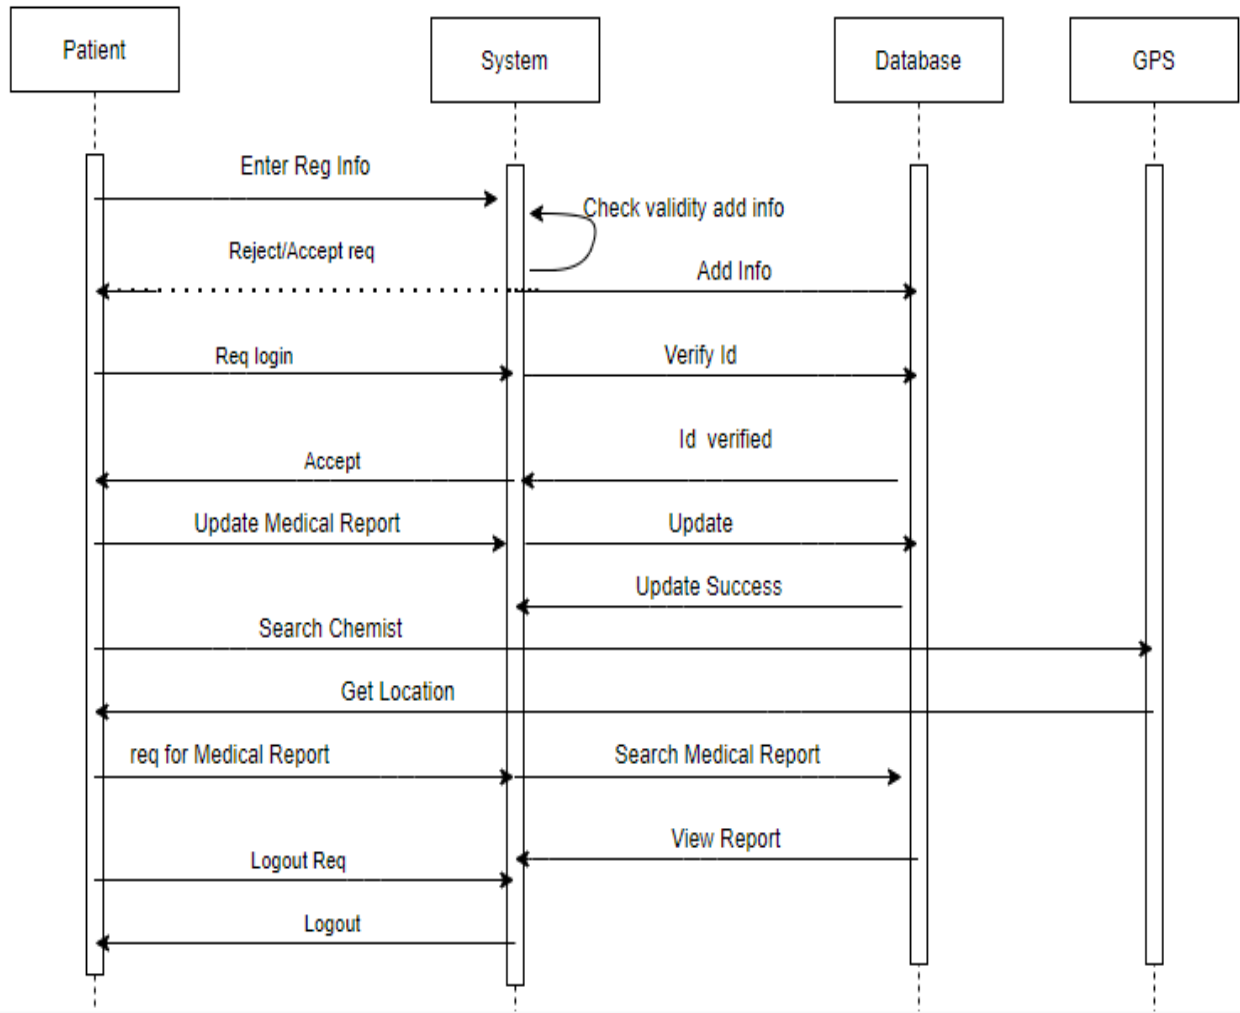 Patient
System
Database
GPS
Enter Reg Info
Check validity add info
Reject/Accept req
Add Info
Req login
Verify Id
Id verified
Accept
Update Medical Report
Update
Update Success
Search Chemist
Get Location
req for Medical Report
Search Medical Report
View Report
Logout Req
Logout